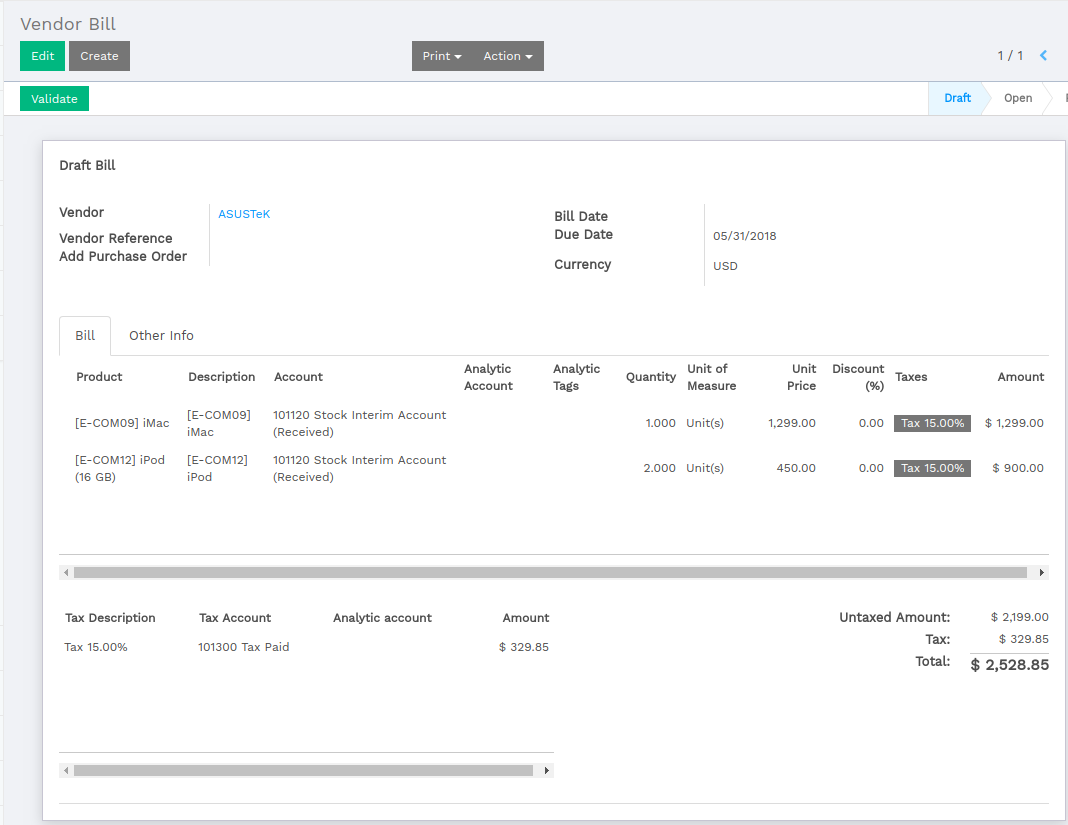 Vendor Bill
Edit Create Print Action 1 / 1
Validate Draft Open
Draft Bill
Vendor ASUSTeK
Vendor Reference
Add Purchase Order
Bill Date
Due Date 05/31/2018
Currency USD
Bill Other Info
Product Description Account Analytic Account Analytic Tags Quantity Unit of Measure Unit Price Discount (%) Taxes Amount
[E-COM09] iMac [E-COM09] iMac 101120 Stock Interim Account (Received) 1.000 Unit(s) 1,299.00 0.00 Tax 15.00% $ 1,299.00
[E-COM12] iPod (16 GB) [E-COM12] iPod 101120 Stock Interim Account (Received) 2.000 Unit(s) 450.00 0.00 Tax 15.00% $ 900.00
Tax Description Tax Account Analytic account Amount
Tax 15.00% 101300 Tax Paid $ 329.85
Untaxed Amount: $ 2,199.00
Tax: $ 329.85
Total: $ 2,528.85